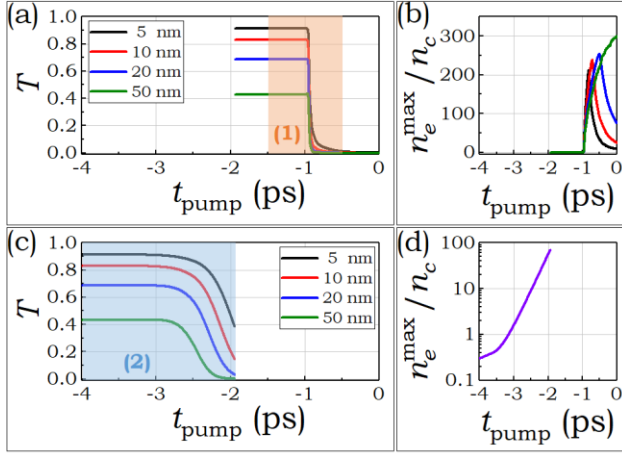 (a)
T
1.0
0.8
0.6
0.4
0.2
0.0
5 nm
10 nm
20 nm
50 nm
(1)
-4 -3 -2 -1 0
t_pump (ps)
(b)
n_e^max / n_c
300
200
100
0
-4 -3 -2 -1 0
t_pump (ps)
(c)
T
1.0
0.8
0.6
0.4
0.2
0.0
5 nm
10 nm
20 nm
50 nm
(2)
-4 -3 -2 -1 0
t_pump (ps)
(d)
n_e^max / n_c
100
10
1
0.1
-4 -3 -2 -1 0
t_pump (ps)